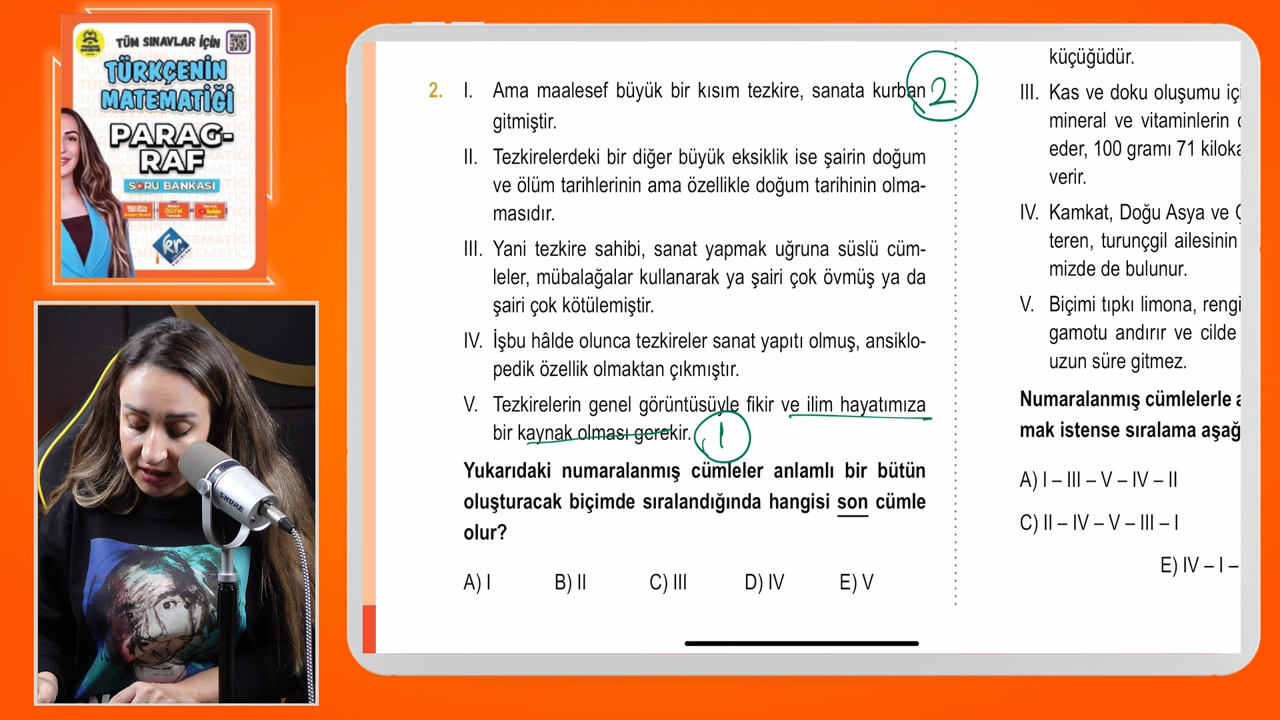 TÜM SINAVLAR İÇİN
TÜRKÇENİN
MATEMATİĞİ
PARAG-
RAF
SORU BANKASI
SHURE
2. I. Ama maalesef büyük bir kısım tezkire, sanata kurban
gitmiştir.
2
II. Tezkirelerdeki bir diğer büyük eksiklik ise şairin doğum
ve ölüm tarihlerinin ama özellikle doğum tarihinin olma-
masıdır.
III. Yani tezkire sahibi, sanat yapmak uğruna süslü cüm-
leler, mübalağalar kullanarak ya şairi çok övmüş ya da
şairi çok kötülemiştir.
IV. İşbu hâlde olunca tezkireler sanat yapıtı olmuş, ansiklo-
pedik özellik olmaktan çıkmıştır.
V. Tezkirelerin genel görüntüsüyle fikir ve ilim hayatımıza
bir kaynak olması gerekir.
1
Yukarıdaki numaralanmış cümleler anlamlı bir bütün
oluşturacak biçimde sıralandığında hangisi son cümle
olur?
A) I B) II C) III D) IV E) V
küçüğüdür.
III. Kas ve doku oluşumu içi
mineral ve vitaminlerin
eder, 100 gramı 71 kiloka
verir.
IV. Kamkat, Doğu Asya ve
teren, turunçgil ailesinin
mizde de bulunur.
V. Biçimi tıpkı limona, rengi
gamotu andırır ve cilde
uzun süre gitmez.
Numaralanmış cümlelerle a
mak istense sıralama aşağ
A) I – III – V – IV – II
C) II – IV – V – III – I
E) IV – I –